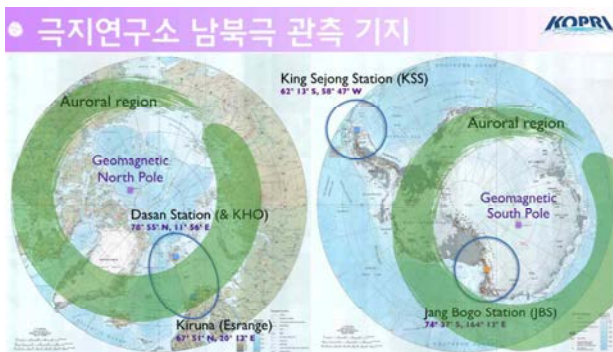 극지연구소 남북극 관측 기지
KOPRI
Auroral region
Geomagnetic
North Pole
Dasan Station (& KHO)
78° 55' N, 11° 56' E
Kiruna (Esrange)
67° 51' N, 20° 12' E
King Sejong Station (KSS)
62° 13' S, 58° 47' W
Auroral region
Geomagnetic
South Pole
Jang Bogo Station (JBS)
74° 37' S, 164° 12' E